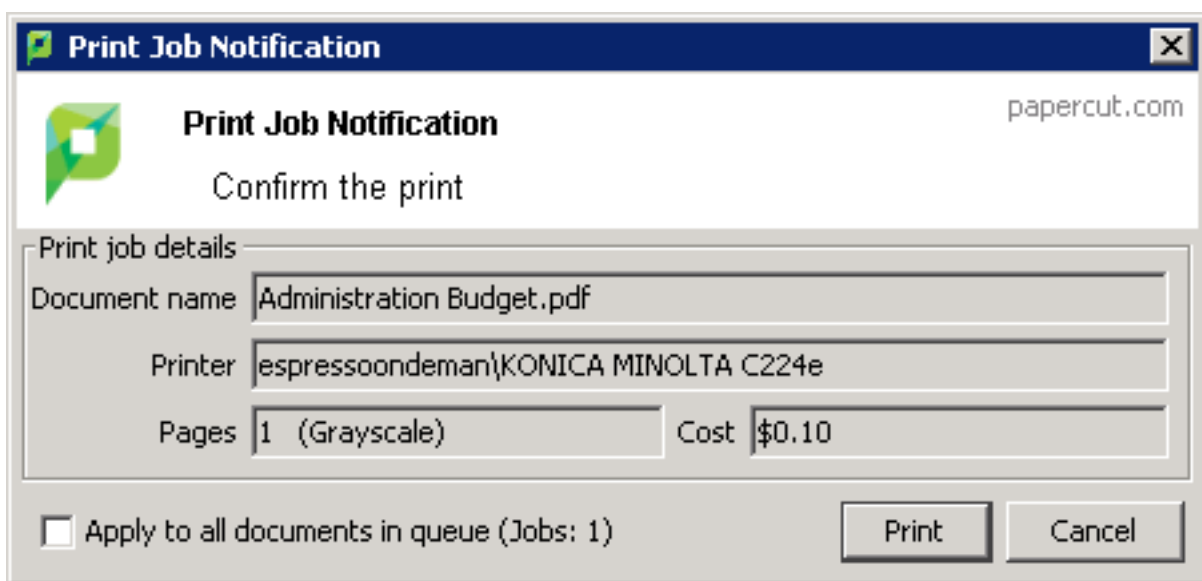 Print Job Notification
papercut.com
Print Job Notification
Confirm the print
Print job details
Document name Administration Budget.pdf
Printer espressoondeman\KONICA MINOLTA C224e
Pages 1 (Grayscale) Cost $0.10
Apply to all documents in queue (Jobs: 1) Print Cancel